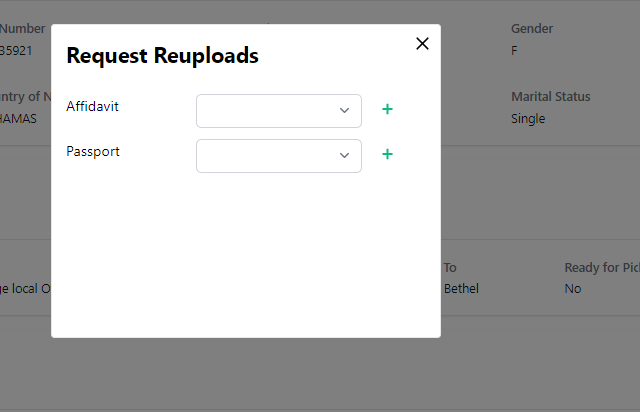 Number
Gender
35921
F
Request Reuploads
Affidavit
+
Passport
+
ntry of N
Marital Status
HAMAS
Single
To
Ready for Pic
ge local O
Bethel
No